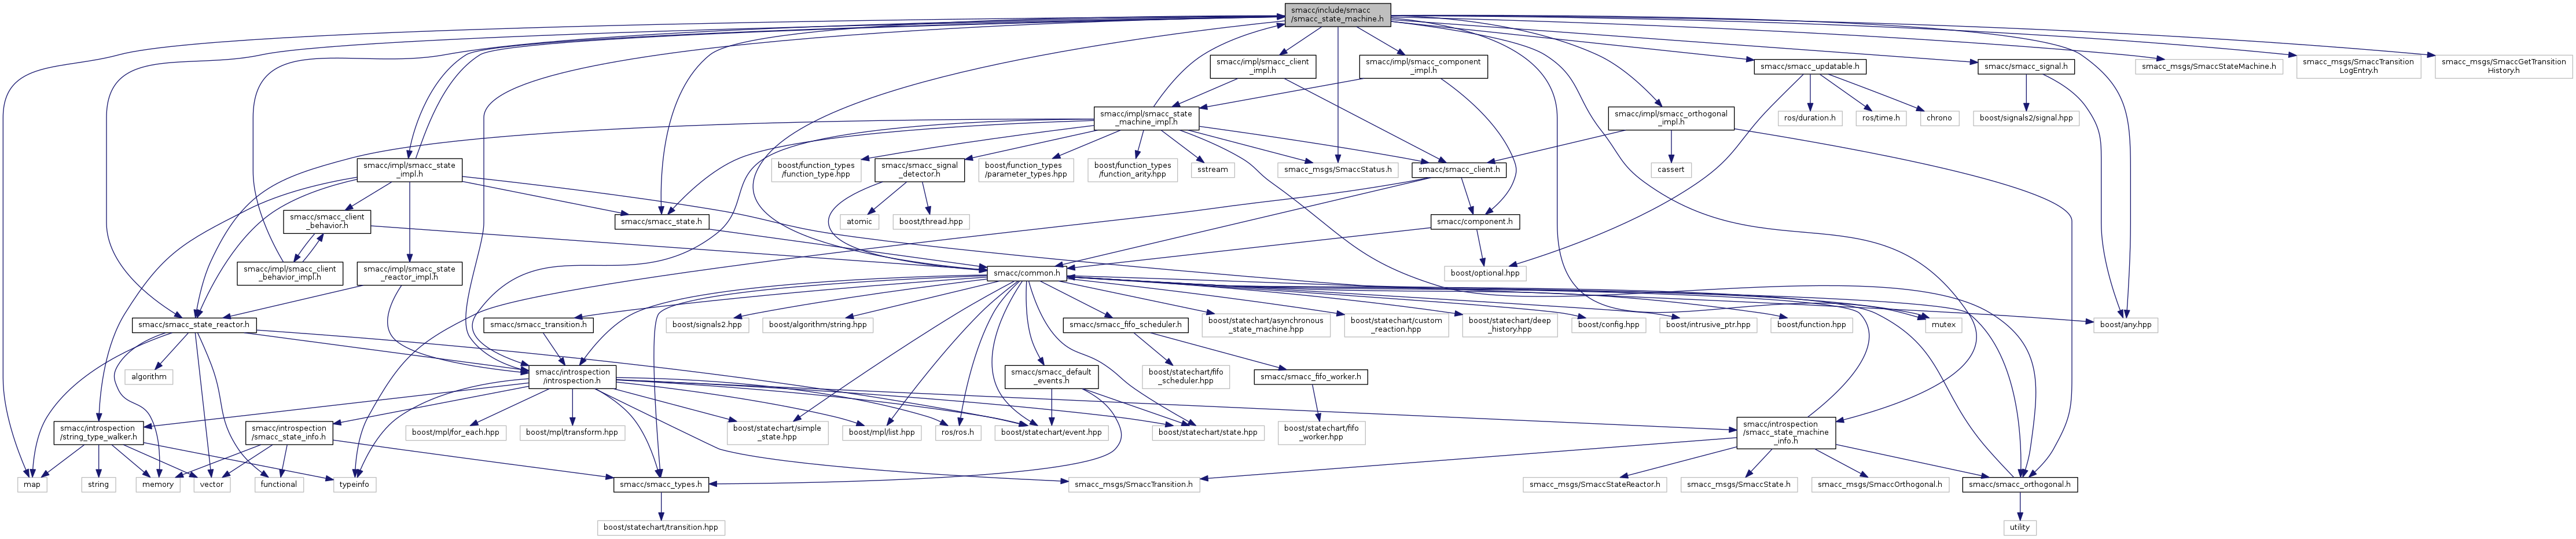 smacc/include/smacc
/smacc_state_machine.h
smacc/impl/smacc_client
_impl.h
smacc/impl/smacc_component
_impl.h
smacc/smacc_updatable.h
smacc/smacc_signal.h
smacc_msgs/SmaccStateMachine.h
smacc_msgs/SmaccTransition
LogEntry.h
smacc_msgs/SmaccGetTransition
History.h
smacc/impl/smacc_state
_machine_impl.h
smacc/impl/smacc_orthogonal
_impl.h
ros/duration.h
ros/time.h
chrono
boost/signals2/signal.hpp
smacc/impl/smacc_state
_impl.h
boost/function_types
/function_type.hpp
smacc/smacc_signal
_detector.h
boost/function_types
/parameter_types.hpp
boost/function_types
/function_arity.hpp
sstream
smacc_msgs/SmaccStatus.h
smacc/smacc_client.h
cassert
smacc/smacc_client
_behavior.h
smacc/smacc_state.h
atomic
boost/thread.hpp
smacc/component.h
smacc/impl/smacc_client
_behavior_impl.h
smacc/impl/smacc_state
_reactor_impl.h
smacc/common.h
boost/optional.hpp
smacc/smacc_state_reactor.h
smacc/smacc_transition.h
boost/signals2.hpp
boost/algorithm/string.hpp
smacc/smacc_fifo_scheduler.h
boost/statechart/asynchronous
_state_machine.hpp
boost/statechart/custom
_reaction.hpp
boost/statechart/deep
_history.hpp
boost/config.hpp
boost/intrusive_ptr.hpp
boost/function.hpp
mutex
boost/any.hpp
algorithm
smacc/introspection
/introspection.h
smacc/smacc_default
_events.h
boost/statechart/fifo
_scheduler.hpp
smacc/smacc_fifo_worker.h
smacc/introspection
/string_type_walker.h
smacc/introspection
/smacc_state_info.h
boost/mpl/for_each.hpp
boost/mpl/transform.hpp
boost/statechart/simple
_state.hpp
boost/mpl/list.hpp
ros/ros.h
boost/statechart/event.hpp
boost/statechart/state.hpp
boost/statechart/fifo
_worker.hpp
smacc/introspection
/smacc_state_machine
_info.h
map
string
memory
vector
functional
typeinfo
smacc/smacc_types.h
smacc_msgs/SmaccTransition.h
smacc_msgs/SmaccStateReactor.h
smacc_msgs/SmaccState.h
smacc_msgs/SmaccOrthogonal.h
smacc/smacc_orthogonal.h
boost/statechart/transition.hpp
utility